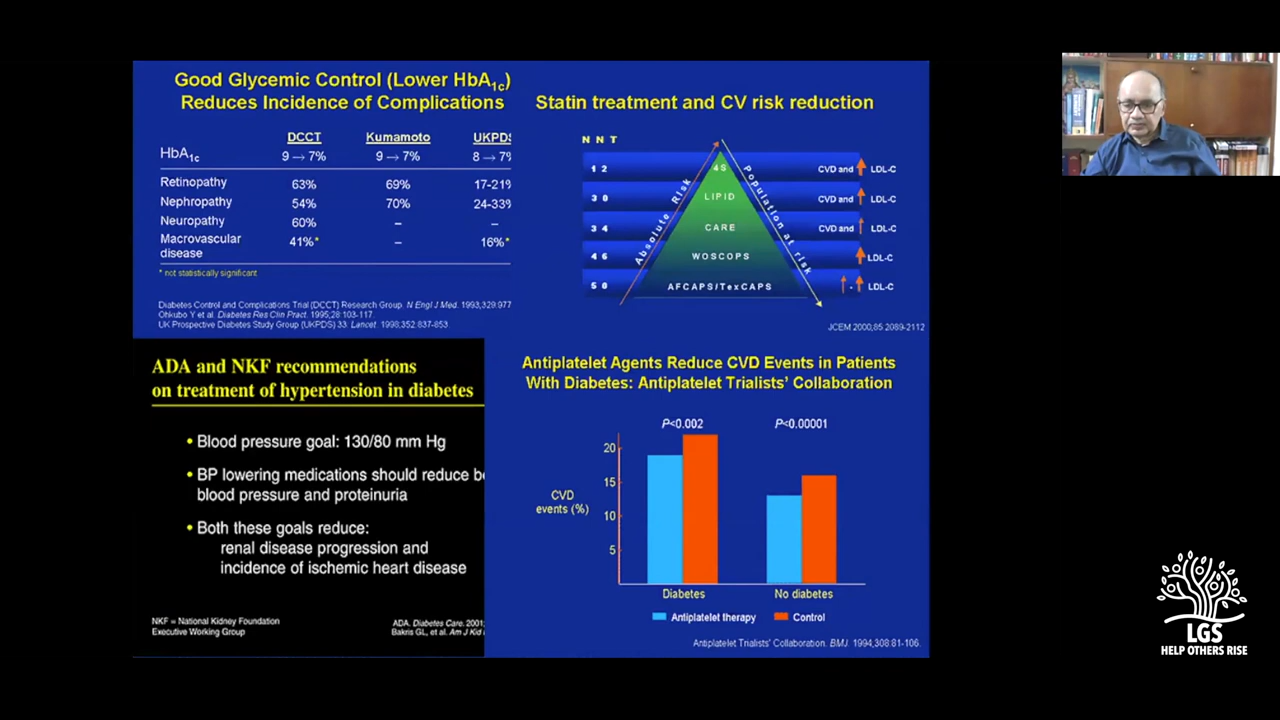 Good Glycemic Control (Lower HbA1c)
Reduces Incidence of Complications
DCCT Kumamoto UKPDS
HbA1c 9 → 7% 9 → 7% 8 → 7%
Retinopathy 63% 69% 17-21%
Nephropathy 54% 70% 24-33%
Neuropathy 60% – –
Macrovascular 41%* – 16%*
disease
* not statistically significant
Diabetes Control and Complications Trial (DCCT) Research Group. N Engl J Med. 1993;329:977
Ohkubo Y et al. Diabetes Res Clin Pract. 1995;28:103-117.
UK Prospective Diabetes Study Group (UKPDS) 33: Lancet. 1998;352:837-853.
Statin treatment and CV risk reduction
N N T
1 2 4S CVD and LDL-C
3 0 LIPID CVD and LDL-C
3 4 CARE CVD and LDL-C
4 6 WOSCOPS LDL-C
5 0 AFCAPS/TexCAPS - LDL-C
Absolute Risk
Population at risk
JCEM 2000;85:2089-2112
ADA and NKF recommendations
on treatment of hypertension in diabetes
• Blood pressure goal: 130/80 mm Hg
• BP lowering medications should reduce
blood pressure and proteinuria
• Both these goals reduce:
renal disease progression and
incidence of ischemic heart disease
NKF = National Kidney Foundation
Executive Working Group
ADA. Diabetes Care. 2001;
Bakris GL, et al. Am J Kid
Antiplatelet Agents Reduce CVD Events in Patients
With Diabetes: Antiplatelet Trialists' Collaboration
P<0.002 P<0.00001
CVD
events (%)
20
15
10
5
Diabetes No diabetes
Antiplatelet therapy Control
Antiplatelet Trialists' Collaboration. BMJ. 1994;308:81-106.
LGS
HELP OTHERS RISE